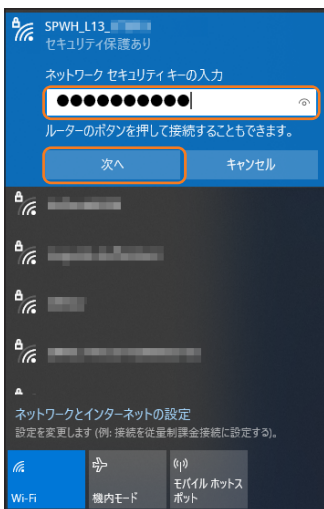 SPWH_L13_
セキュリティ保護あり
ネットワーク セキュリティ キーの入力
●●●●●●●●●●
ルーターのボタンを押して接続することもできます。
次へ キャンセル
ネットワークとインターネットの設定
設定を変更します (例: 接続を従量制課金接続に設定する)。
Wi-Fi
機内モード
モバイル ホットス
ポット